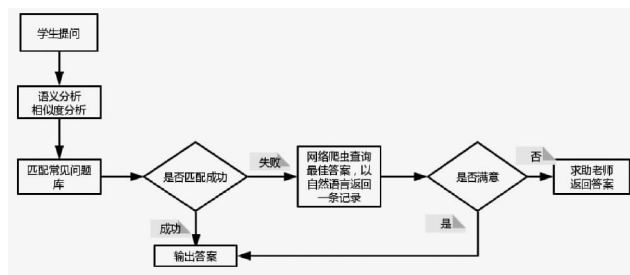 学生提问
语义分析
相似度分析
匹配常见问题
库
是否匹配成功
失败
网络爬虫查询
最佳答案，以
自然语言返回
一条记录
是否满意
否
求助老师
返回答案
成功
是
输出答案